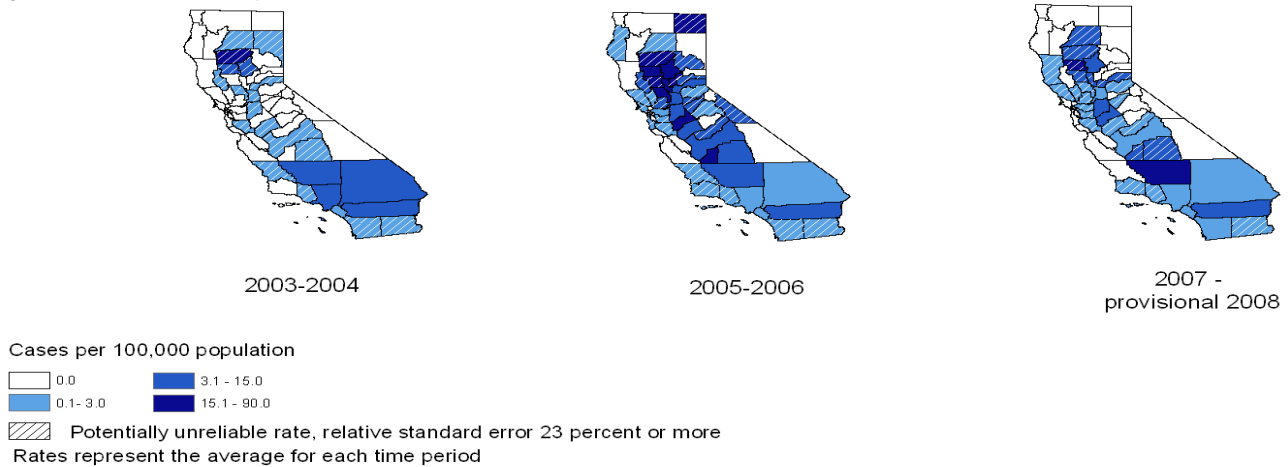 2003-2004
2005-2006
2007 -
provisional 2008
Cases per 100,000 population
0.0
3.1 - 15.0
0.1- 3.0
15.1 - 90.0
Potentially unreliable rate, relative standard error 23 percent or more
Rates represent the average for each time period